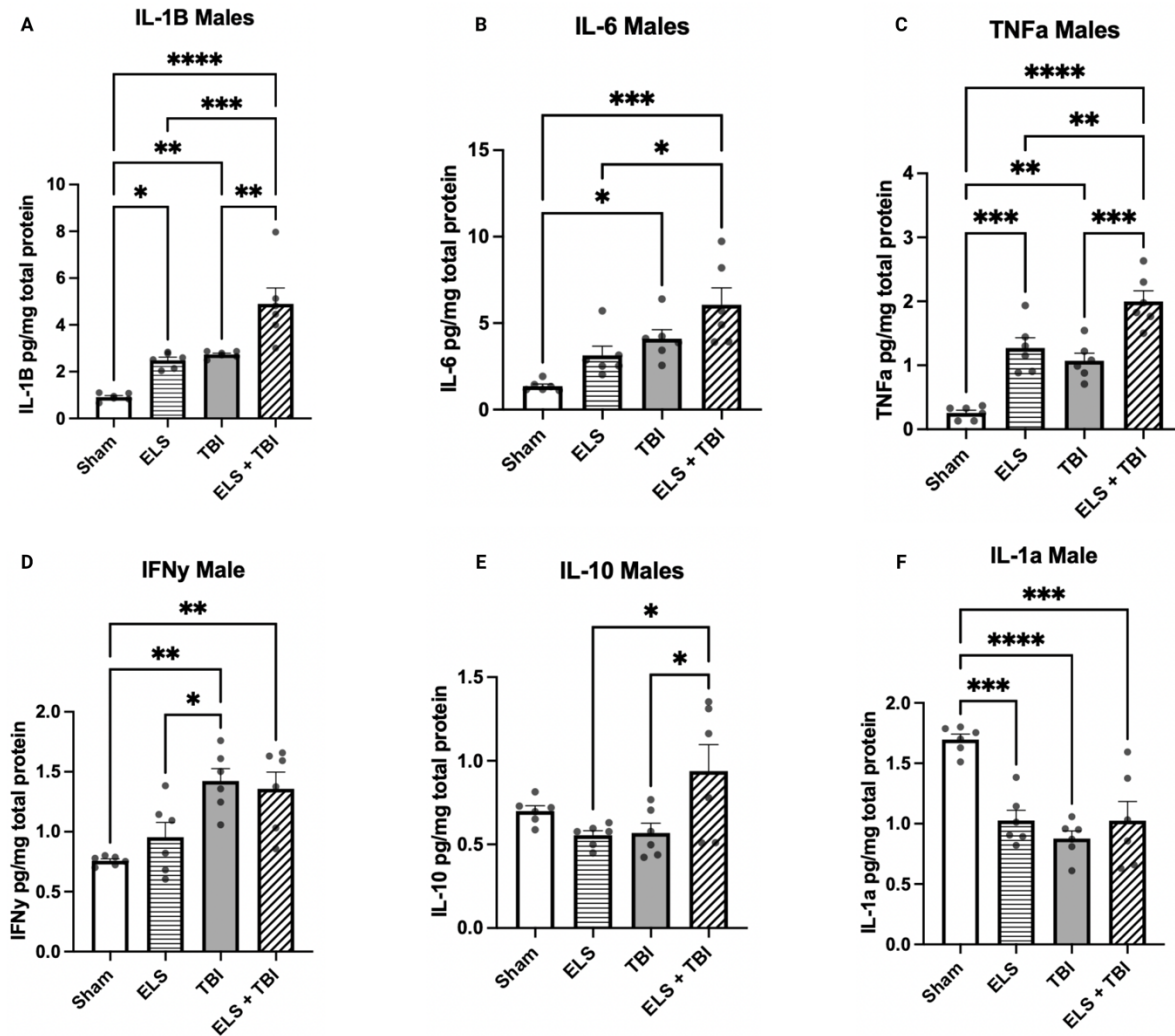 A
IL-1B Males
****
***
**
*
**
IL-1B pg/mg total protein
10
8
6
4
2
0
Sham
ELS
TBI
ELS + TBI
B
IL-6 Males
***
*
*
IL-6 pg/mg total protein
15
10
5
0
Sham
ELS
TBI
ELS + TBI
C
TNFa Males
****
**
**
***
***
TNFa pg/mg total protein
4
3
2
1
0
Sham
ELS
TBI
ELS + TBI
D
IFNy Male
**
**
*
IFNy pg/mg total protein
2.0
1.5
1.0
0.5
0.0
Sham
ELS
TBI
ELS + TBI
E
IL-10 Males
*
*
IL-10 pg/mg total protein
1.5
1.0
0.5
0.0
Sham
ELS
TBI
ELS + TBI
F
IL-1a Male
***
****
***
IL-1a pg/mg total protein
2.0
1.5
1.0
0.5
0.0
Sham
ELS
TBI
ELS + TBI